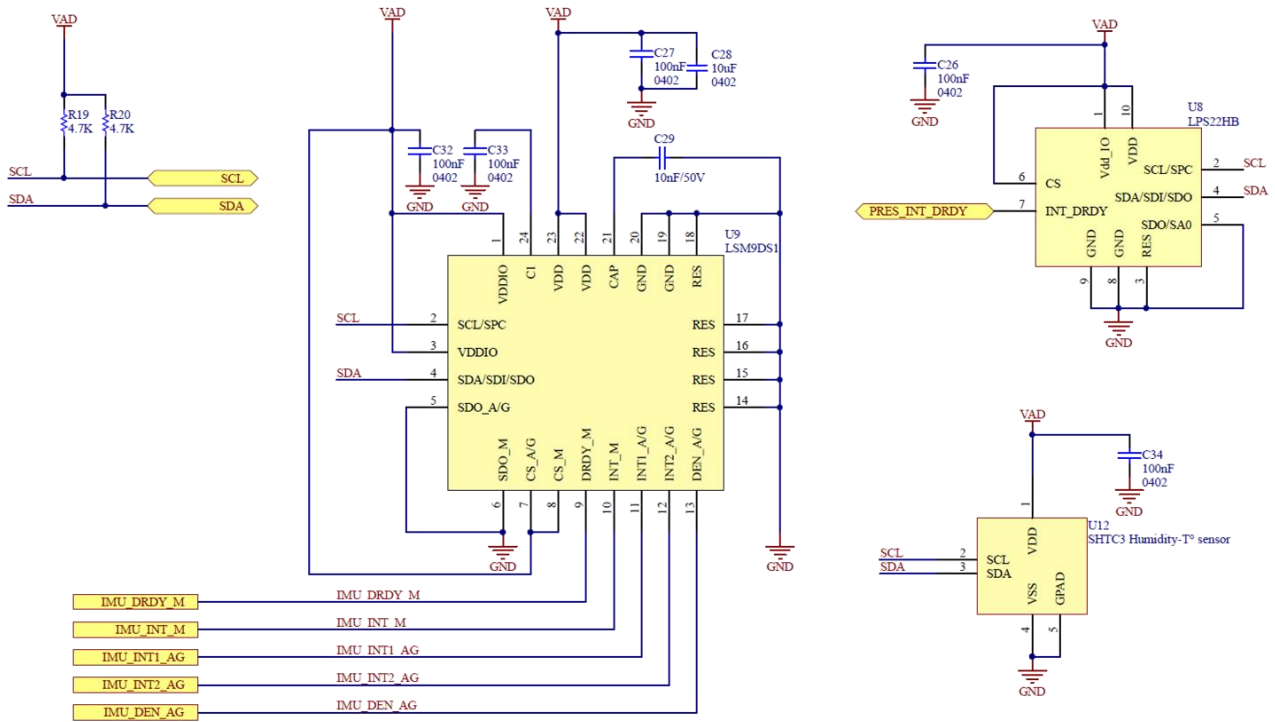 VAD
R19
4.7K
R20
4.7K
SCL
SCL
SDA
SDA
VAD
C32
100nF
0402
GND
C33
100nF
0402
GND
VAD
C27
100nF
0402
C28
10uF
0402
GND
C29
10nF/50V
U9
LSM9DS1
1
24
23
22
21
20
19
18
VDDIO
C1
VDD
VDD
CAP
GND
GND
RES
SCL
2
SCL/SPC
3
VDDIO
SDA
4
SDA/SDI/SDO
5
SDO_A/G
RES
17
RES
16
RES
15
RES
14
SDO_M
CS_A/G
CS_M
DRDY_M
INT_M
INT1_A/G
INT2_A/G
DEN_A/G
6
7
8
9
10
11
12
13
GND
GND
IMU_DRDY_M
IMU_DRDY_M
IMU_INT_M
IMU_INT_M
IMU_INT1_AG
IMU_INT1_AG
IMU_INT2_AG
IMU_INT2_AG
IMU_DEN_AG
IMU_DEN_AG
VAD
C26
100nF
0402
GND
U8
LPS22HB
1
10
Vdd_IO
VDD
6
CS
PRES_INT_DRDY
7
INT_DRDY
SCL/SPC
2
SCL
SDA/SDI/SDO
4
SDA
SDO/SA0
5
GND
GND
RES
9
8
3
GND
VAD
C34
100nF
0402
GND
U12
SHTC3 Humidity-T° sensor
1
VDD
SCL
2
SCL
SDA
3
SDA
VSS
GPAD
4
5
GND